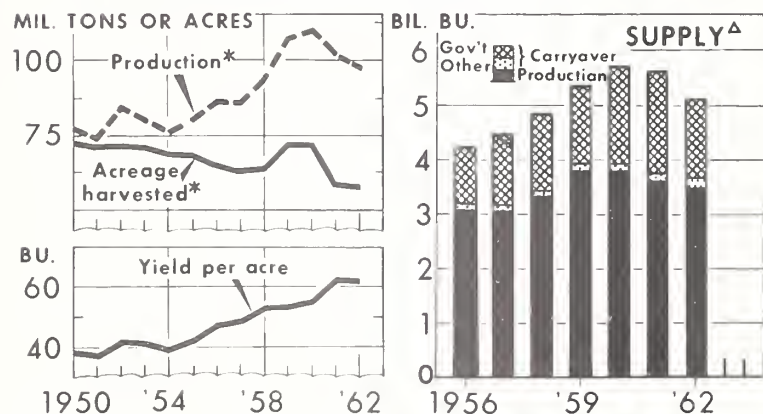 MIL. TONS OR ACRES
100
Production*
75
Acreage
harvested*
BU.
Yield per acre
60
40
1950 '54 '58 '62
BIL. BU.
SUPPLY△
6
Gov't
Other } Carryaver
Production
5
4
3
2
1
0
1956 '59 '62